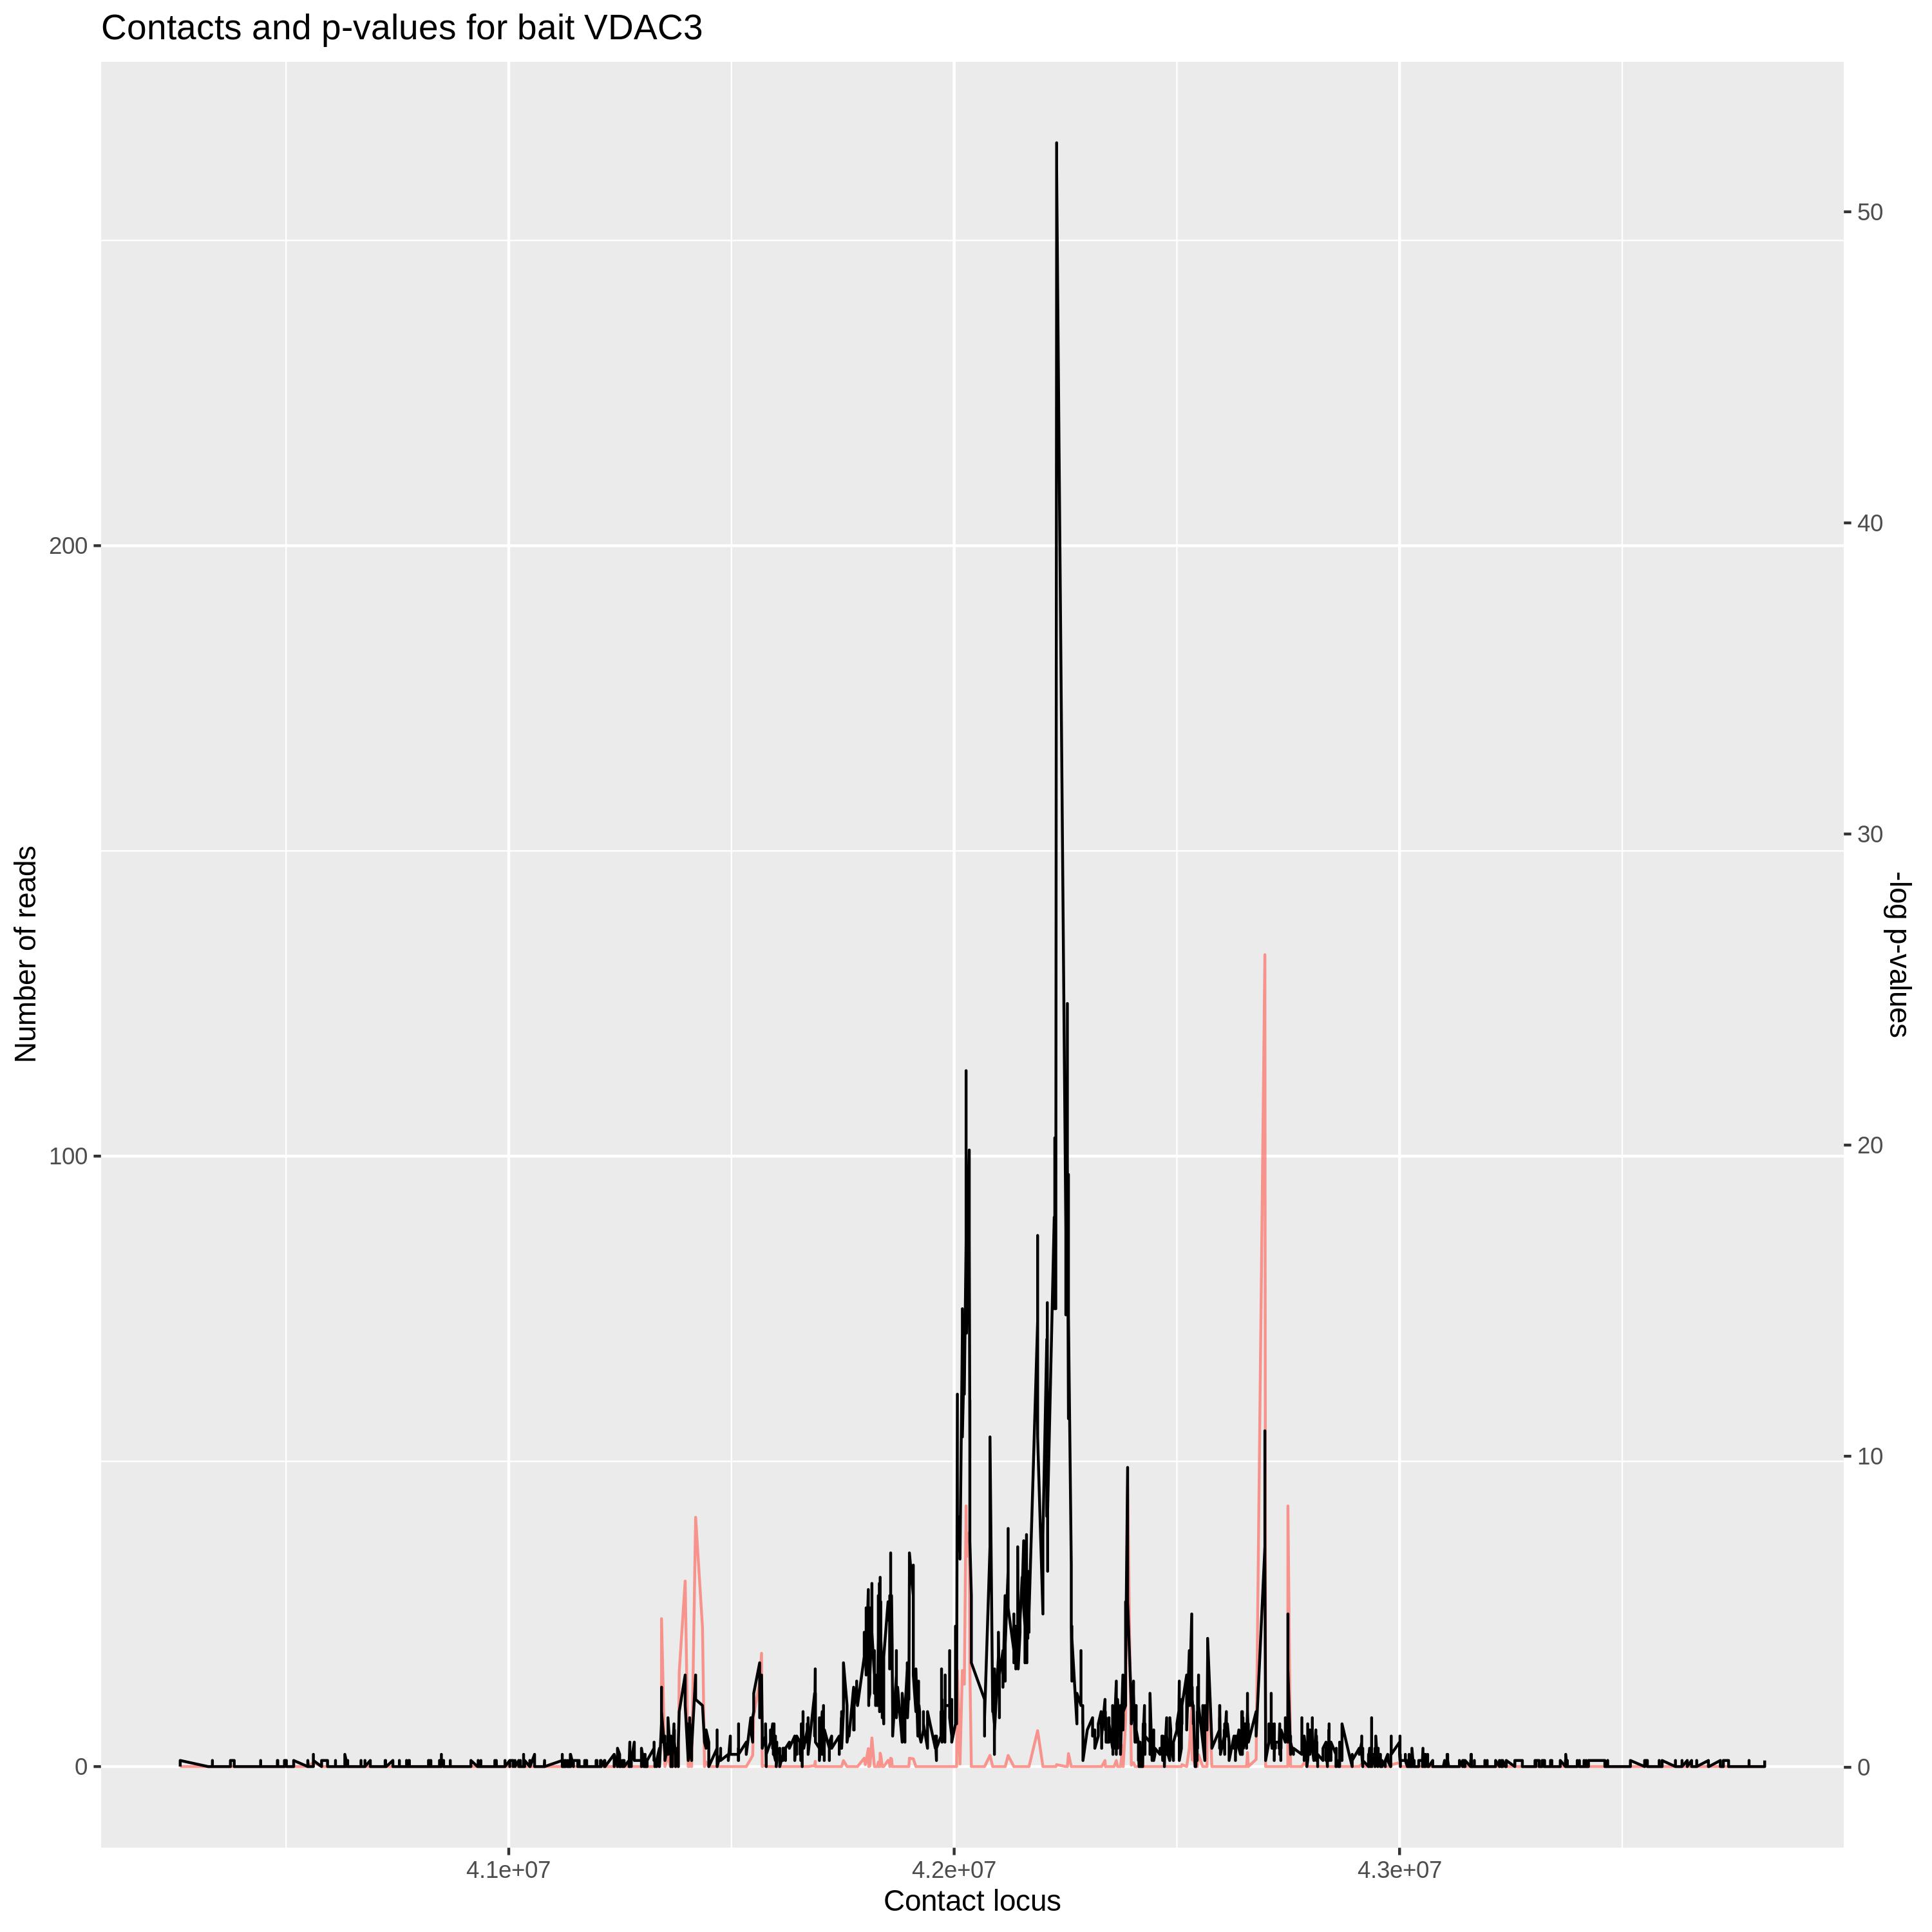 Contacts and p-values for bait VDAC3
Number of reads
200
100
0
50
40
30
20
10
0
-log p-values
4.1e+07
4.2e+07
4.3e+07
Contact locus